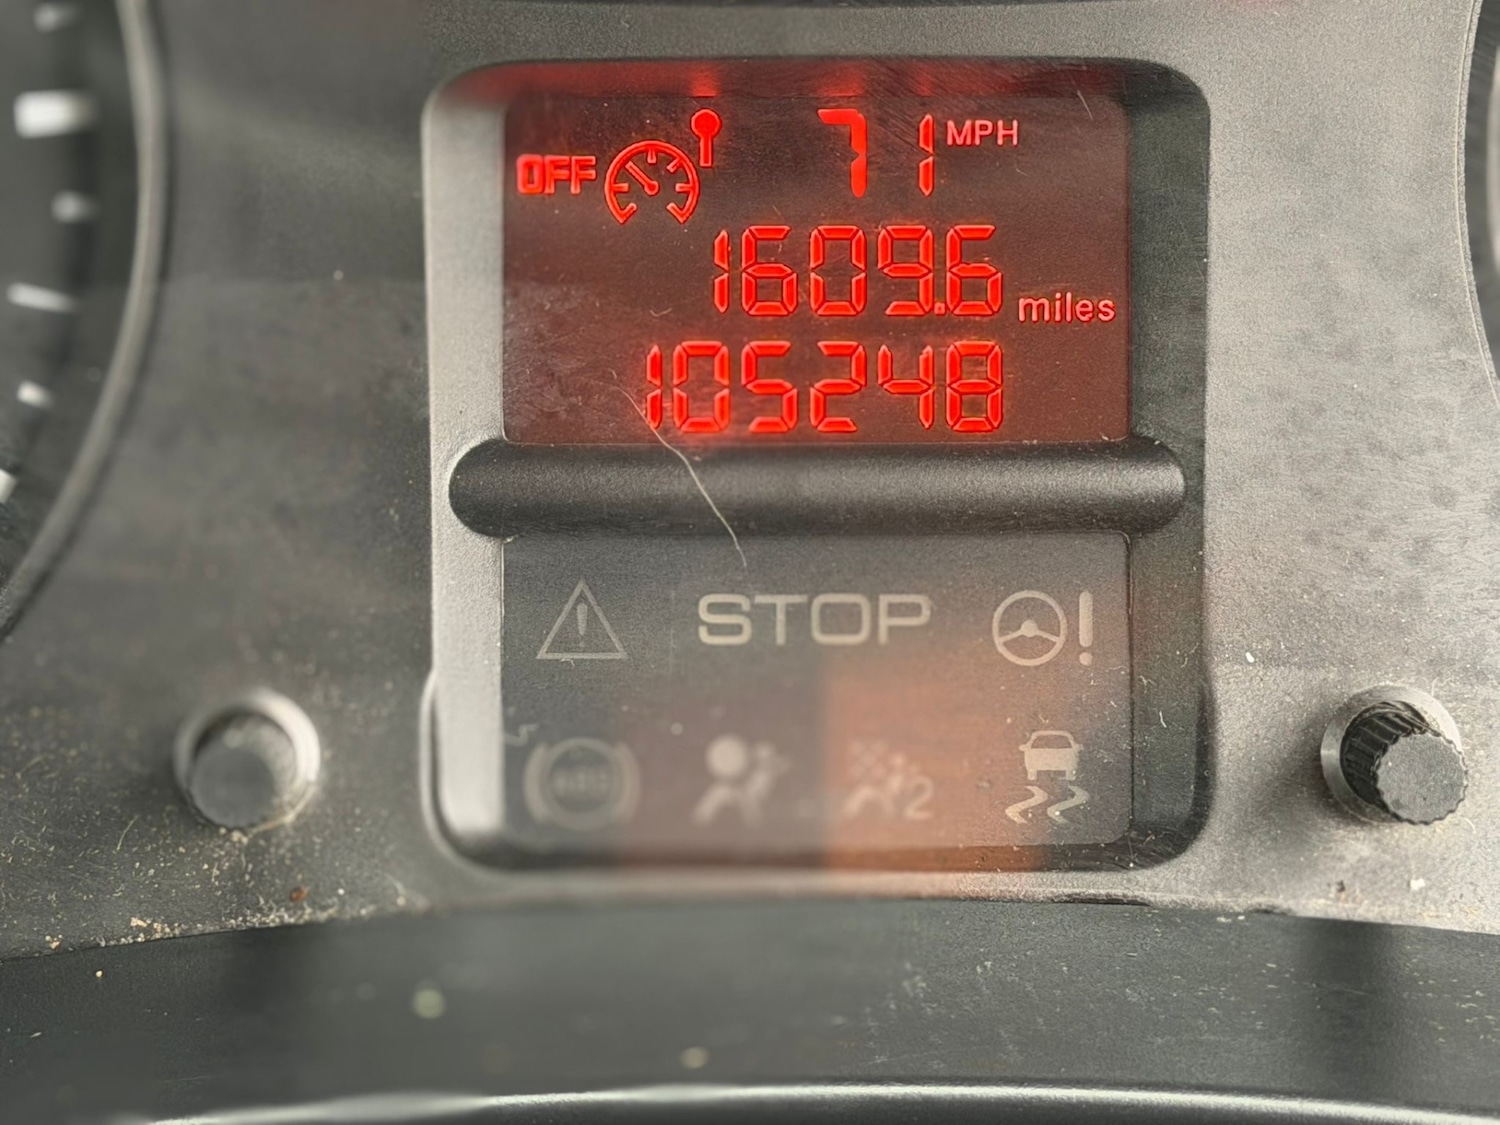 OFF 71 MPH
1609.6 miles
105248
STOP
!
2